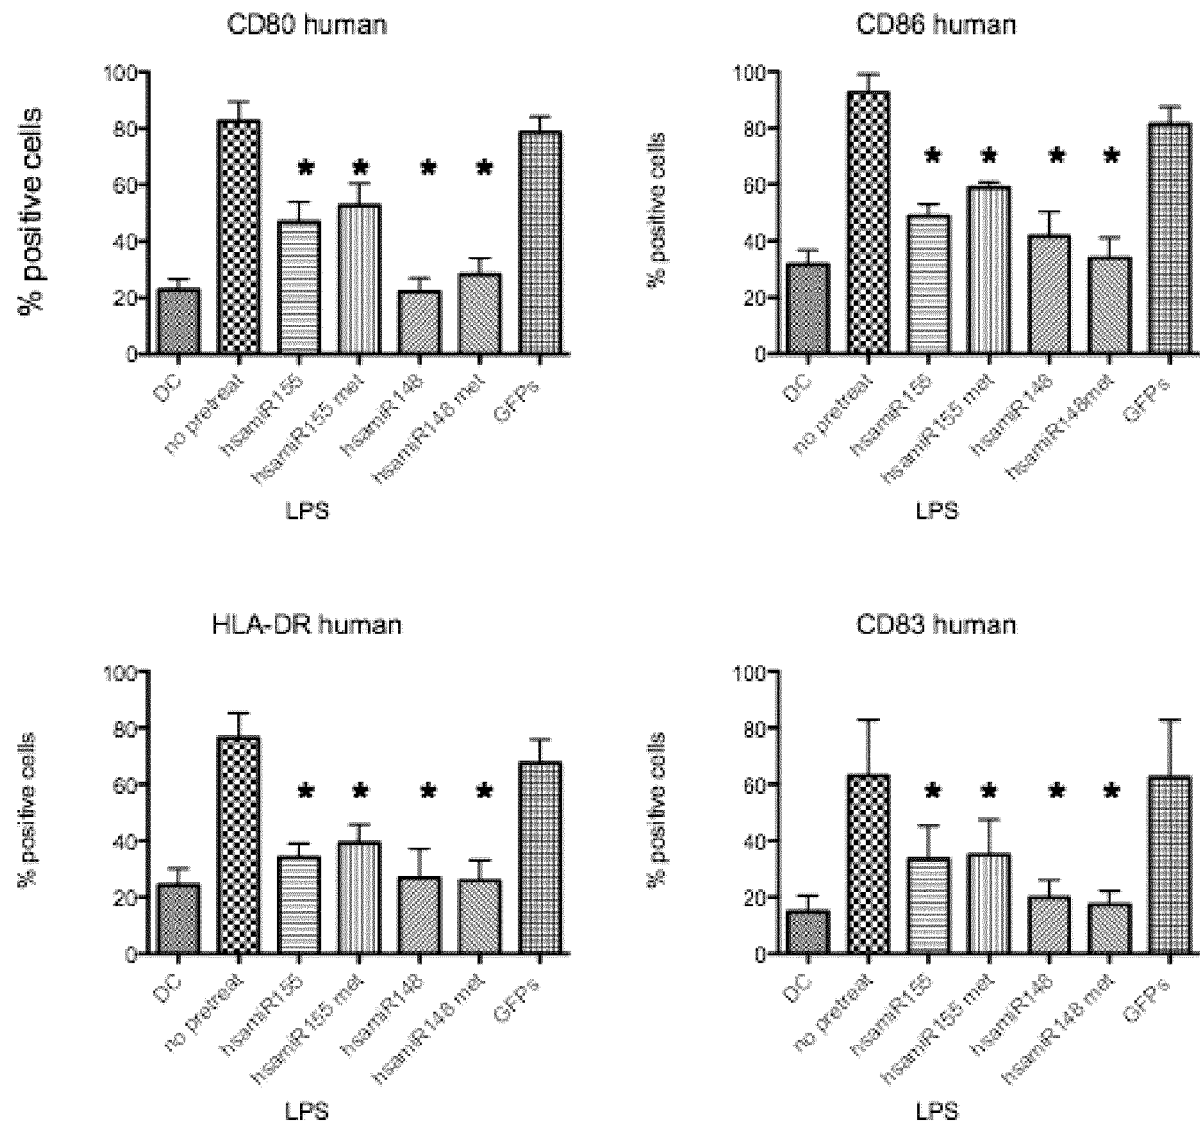 CD80 human
% positive cells
100
80
60
40
20
0
* * * *
DC
no pretreat
hsamiR155
hsamiR155 met
hsamiR148
hsamiR148 met
GFPs
LPS
CD86 human
% positive cells
100
80
60
40
20
0
* * * *
DC
no pretreat
hsamiR155
hsamiR155 met
hsamiR148
hsamiR148met
GFPs
LPS
HLA-DR human
% positive cells
100
80
60
40
20
0
* * * *
DC
no pretreat
hsamiR155
hsamiR155 met
hsamiR148
hsamiR148 met
GFPs
LPS
CD83 human
% positive cells
100
80
60
40
20
0
* * * *
DC
no pretreat
hsamiR155
hsamiR155 met
hsamiR148
hsamiR148 met
GFPs
LPS